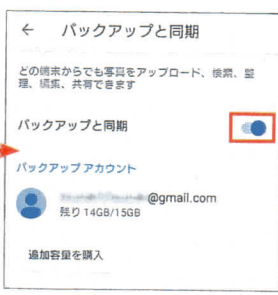 ← バックアップと同期
どの端末からでも写真をアップロード、検索、整
理、編集、共有できます
バックアップと同期
バックアップ アカウント
@gmail.com
残り 14GB/15GB
追加容量を購入